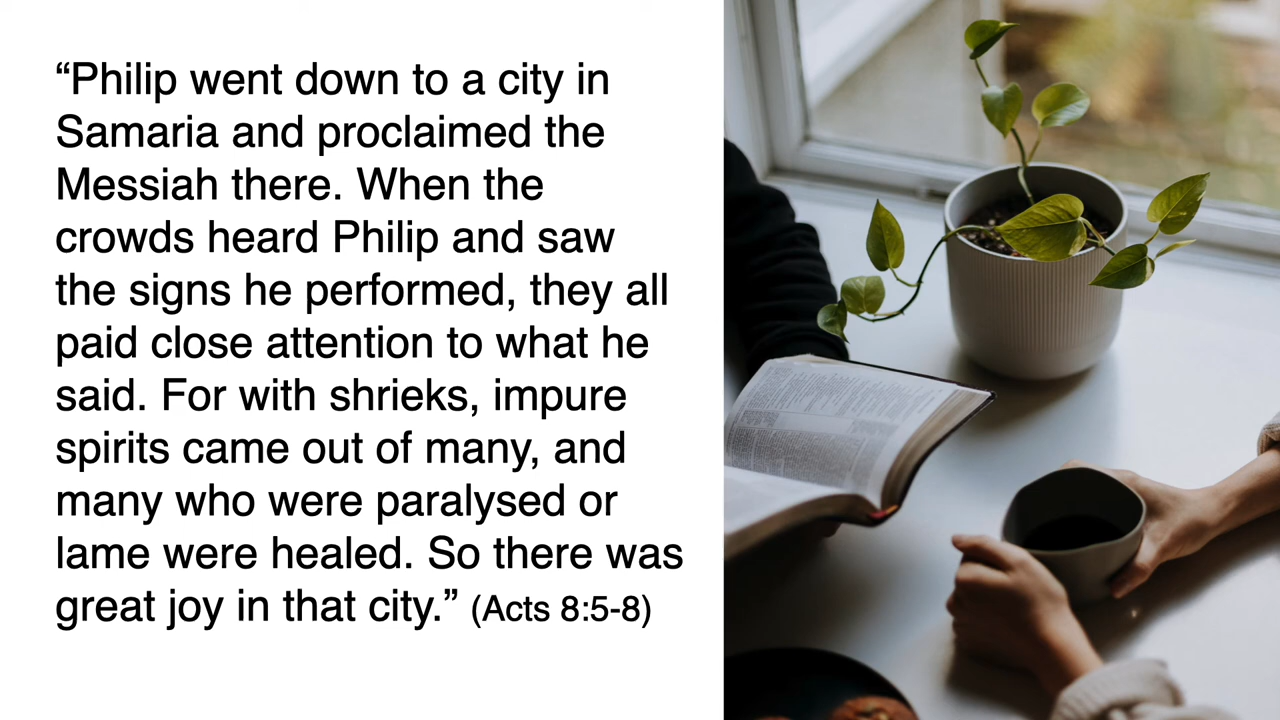 “Philip went down to a city in
Samaria and proclaimed the
Messiah there. When the
crowds heard Philip and saw
the signs he performed, they all
paid close attention to what he
said. For with shrieks, impure
spirits came out of many, and
many who were paralysed or
lame were healed. So there was
great joy in that city.” (Acts 8:5-8)